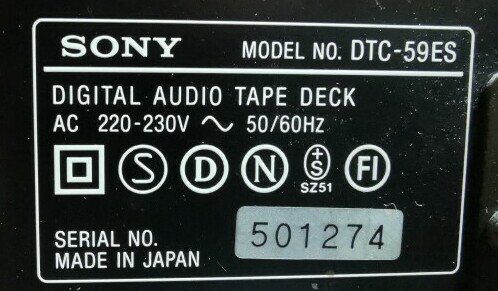 SONY MODEL NO. DTC-59ES
DIGITAL AUDIO TAPE DECK
AC 220-230V ~ 50/60HZ
S D N +S FI
SZ51
SERIAL NO. 501274
MADE IN JAPAN